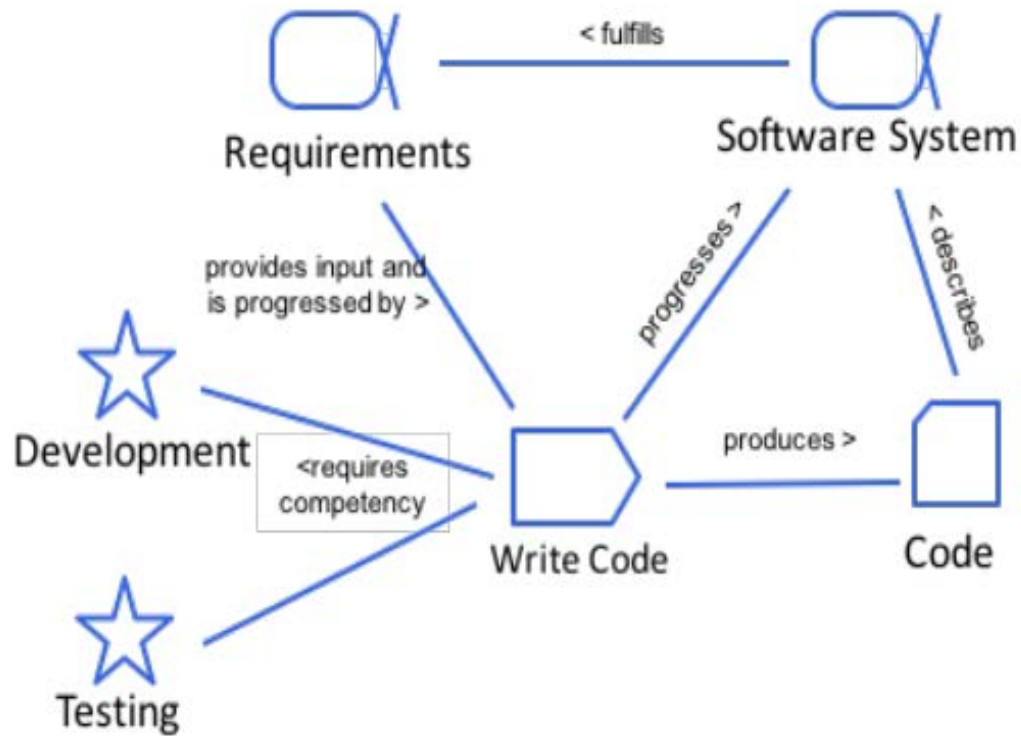 < fulfills
Requirements
Software System
provides input and
is progressed by >
progresses >
< describes
Development
<requires
competency
produces >
Write Code
Code
Testing